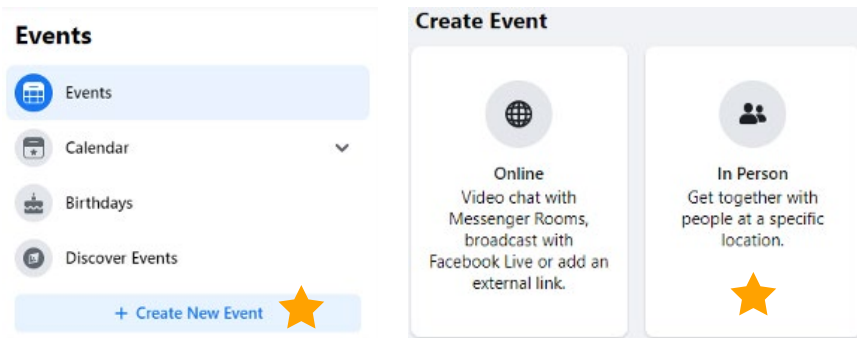 Events
Events
Calendar
Birthdays
Discover Events
+ Create New Event
Create Event
Online
Video chat with
Messenger Rooms,
broadcast with
Facebook Live or add an
external link.
In Person
Get together with
people at a specific
location.